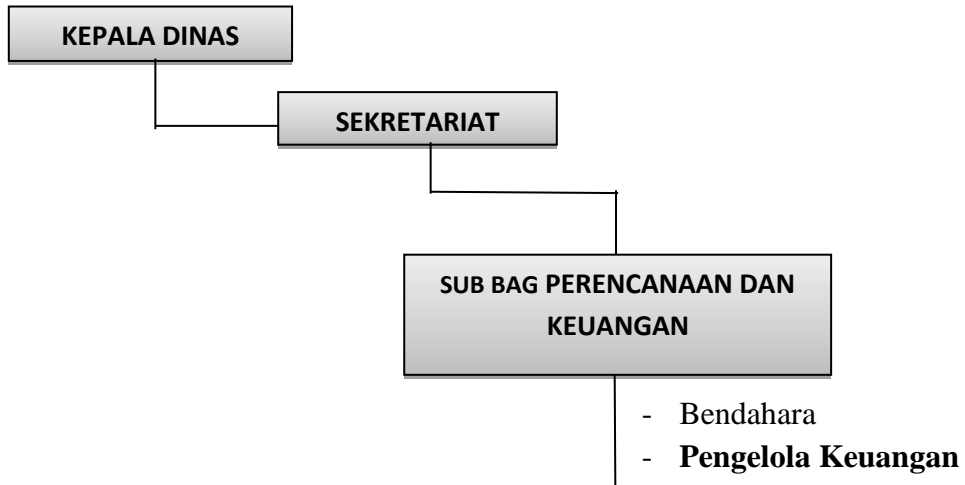 KEPALA DINAS
SEKRETARIAT
SUB BAG PERENCANAAN DAN
KEUANGAN
- Bendahara
- Pengelola Keuangan